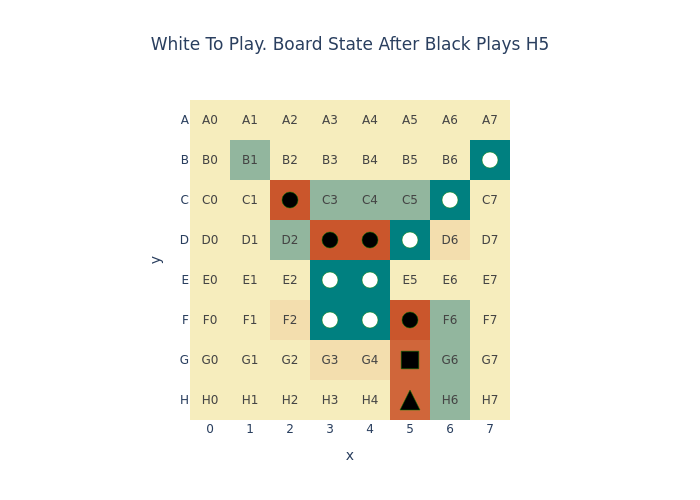 White To Play. Board State After Black Plays H5
A A0 A1 A2 A3 A4 A5 A6 A7
B B0 B1 B2 B3 B4 B5 B6
C C0 C1 C3 C4 C5 C7
D D0 D1 D2 D6 D7
y
E E0 E1 E2 E5 E6 E7
F F0 F1 F2 F6 F7
G G0 G1 G2 G3 G4 G6 G7
H H0 H1 H2 H3 H4 H6 H7
0 1 2 3 4 5 6 7
x